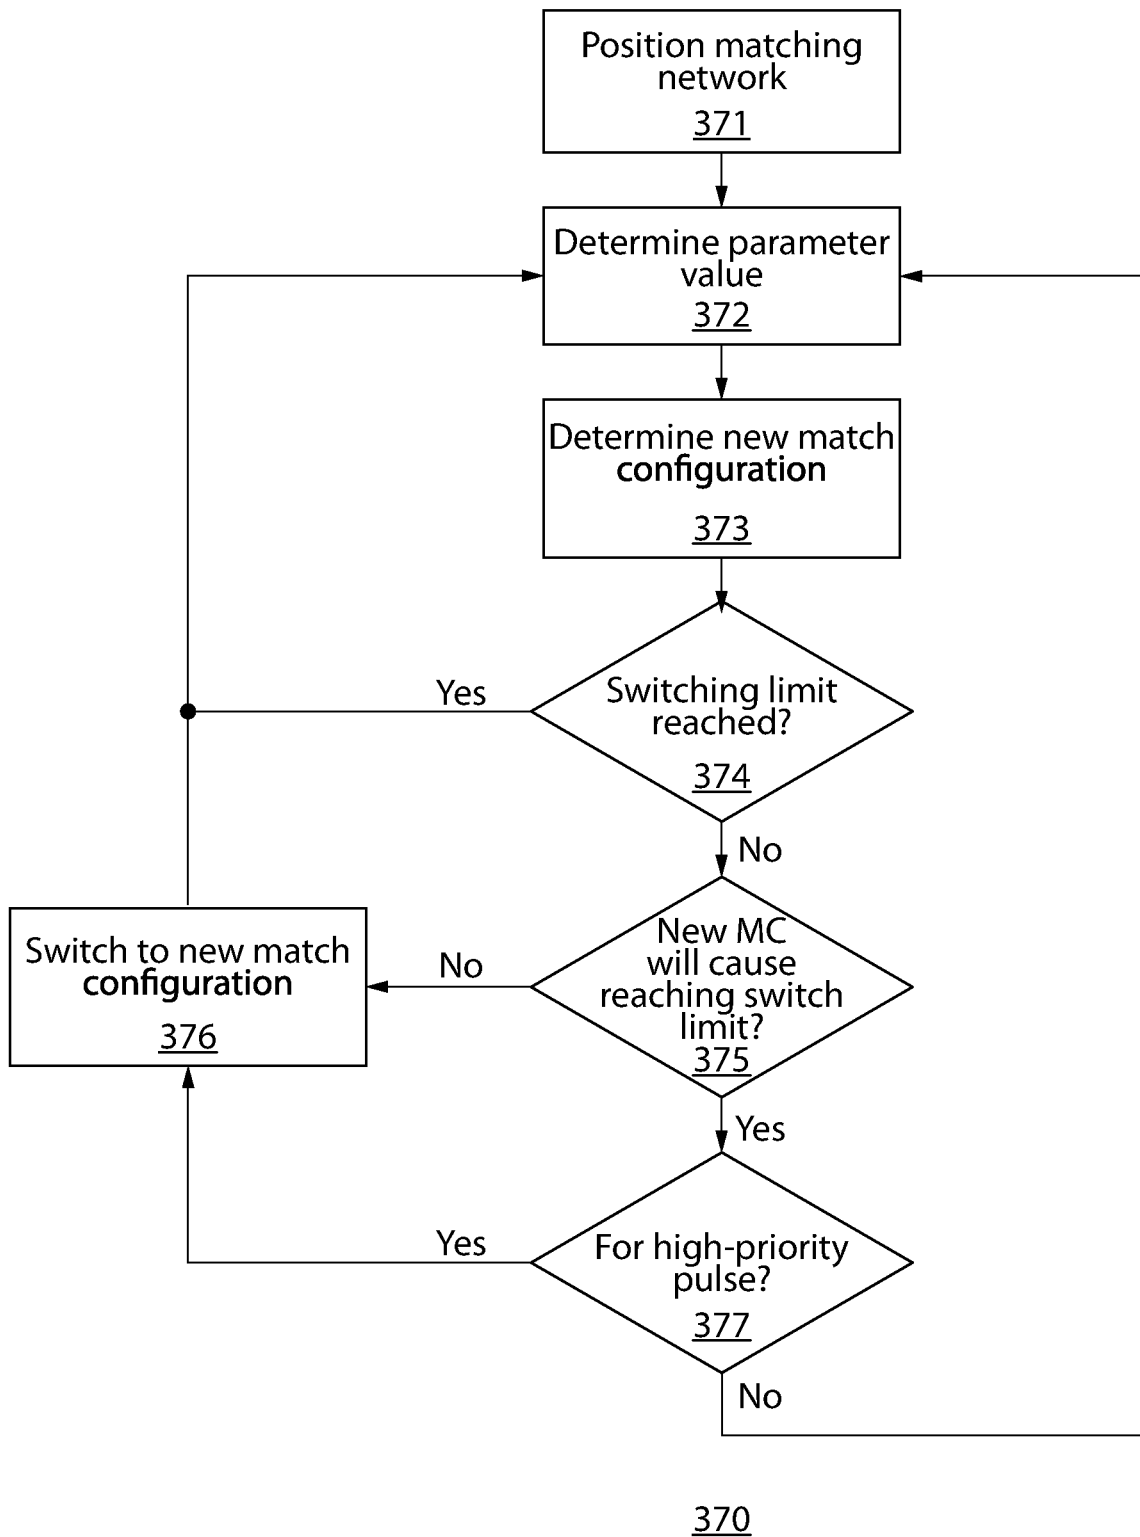 Position matching
network
371
Determine parameter
value
372
Determine new match
configuration
373
Yes
Switching limit
reached?
374
No
New MC
will cause
reaching switch
limit?
375
No
Switch to new match
configuration
376
Yes
Yes
For high-priority
pulse?
377
No
370